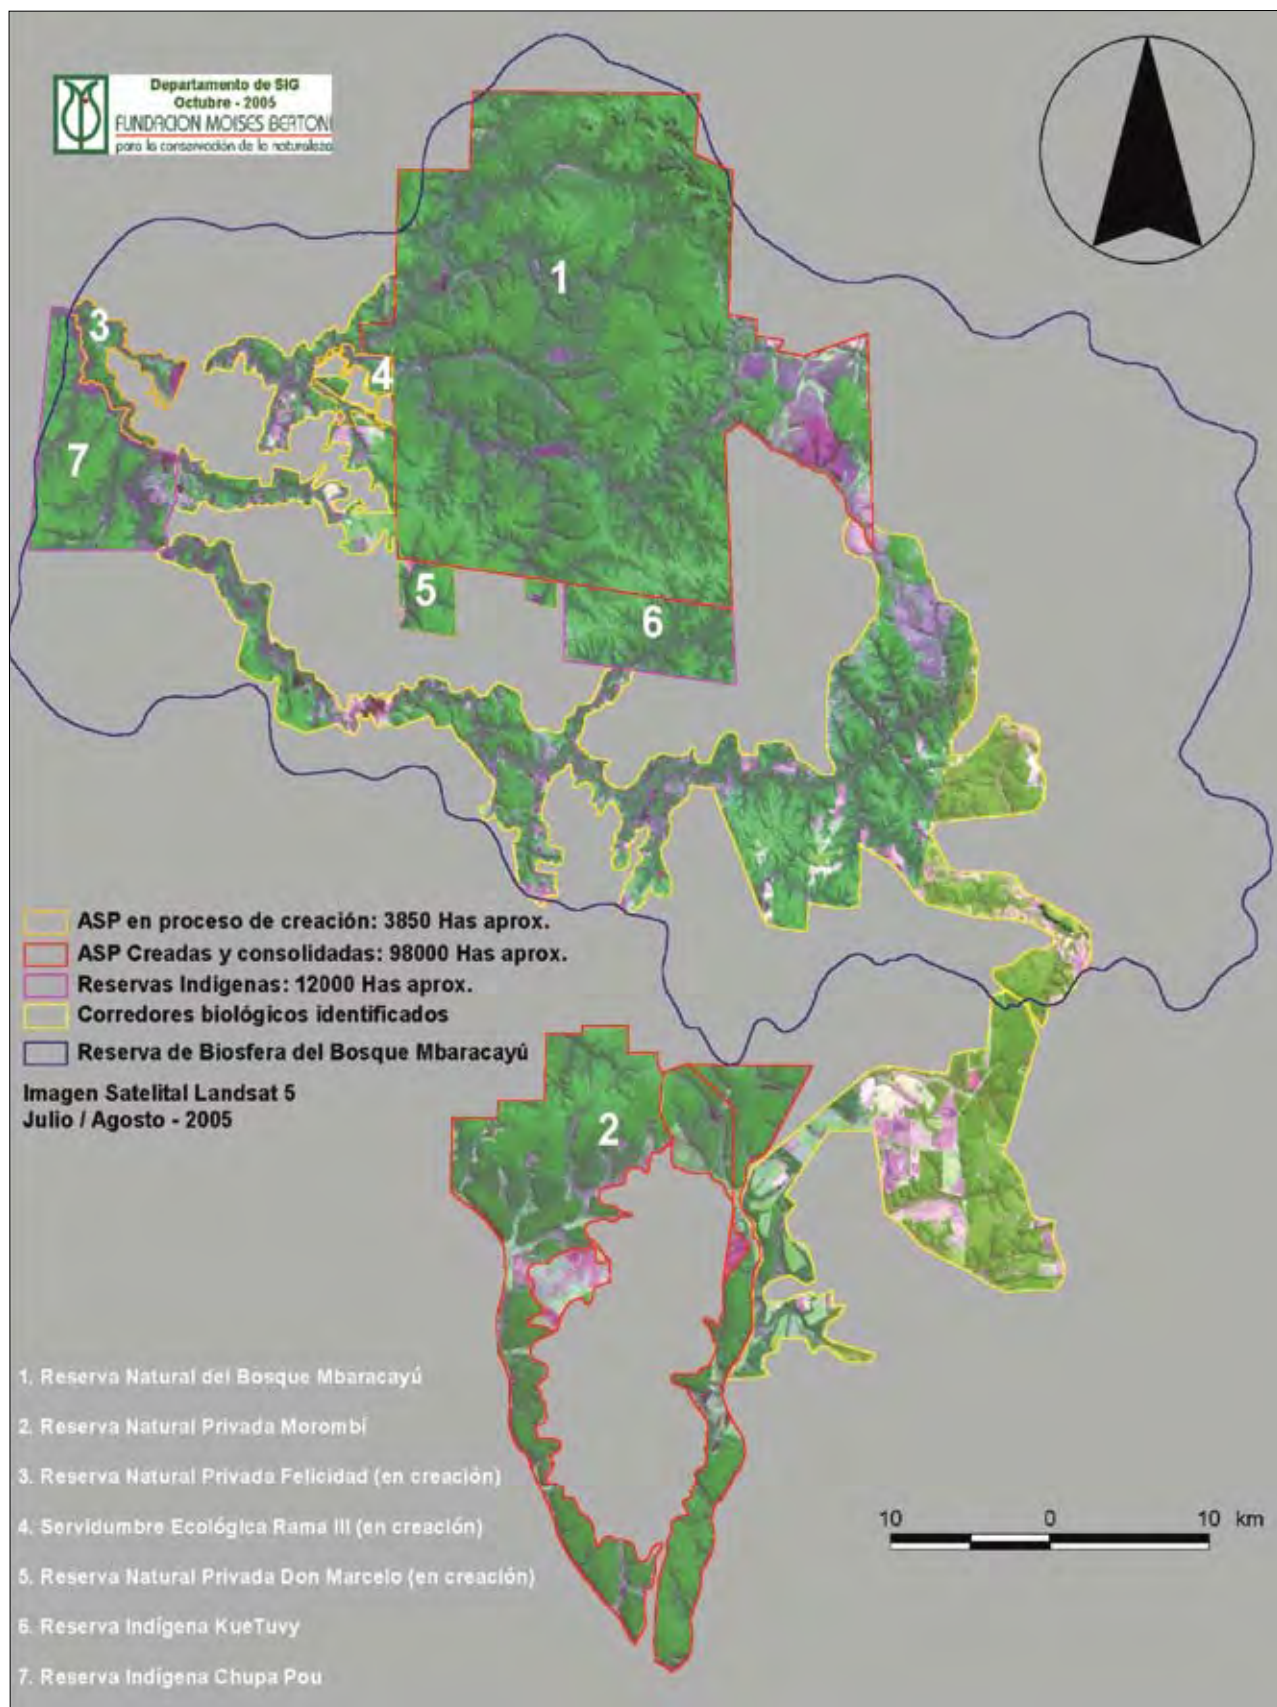 Departamento de SIG
Octubre - 2005
FUNDACION MOISES BERTONI
para la conservación de la naturaleza
1
3
4
7
5
6
ASP en proceso de creación: 3850 Has aprox.
ASP Creadas y consolidadas: 98000 Has aprox.
Reservas Indígenas: 12000 Has aprox.
Corredores biológicos identificados
Reserva de Biosfera del Bosque Mbaracayú
Imagen Satelital Landsat 5
Julio / Agosto - 2005
2
1. Reserva Natural del Bosque Mbaracayú
2. Reserva Natural Privada Morombí
3. Reserva Natural Privada Felicidad (en creación)
4. Servidumbre Ecológica Rama III (en creación)
5. Reserva Natural Privada Don Marcelo (en creación)
6. Reserva Indígena KueTuvy
7. Reserva Indígena Chupa Pou
10 0 10 km